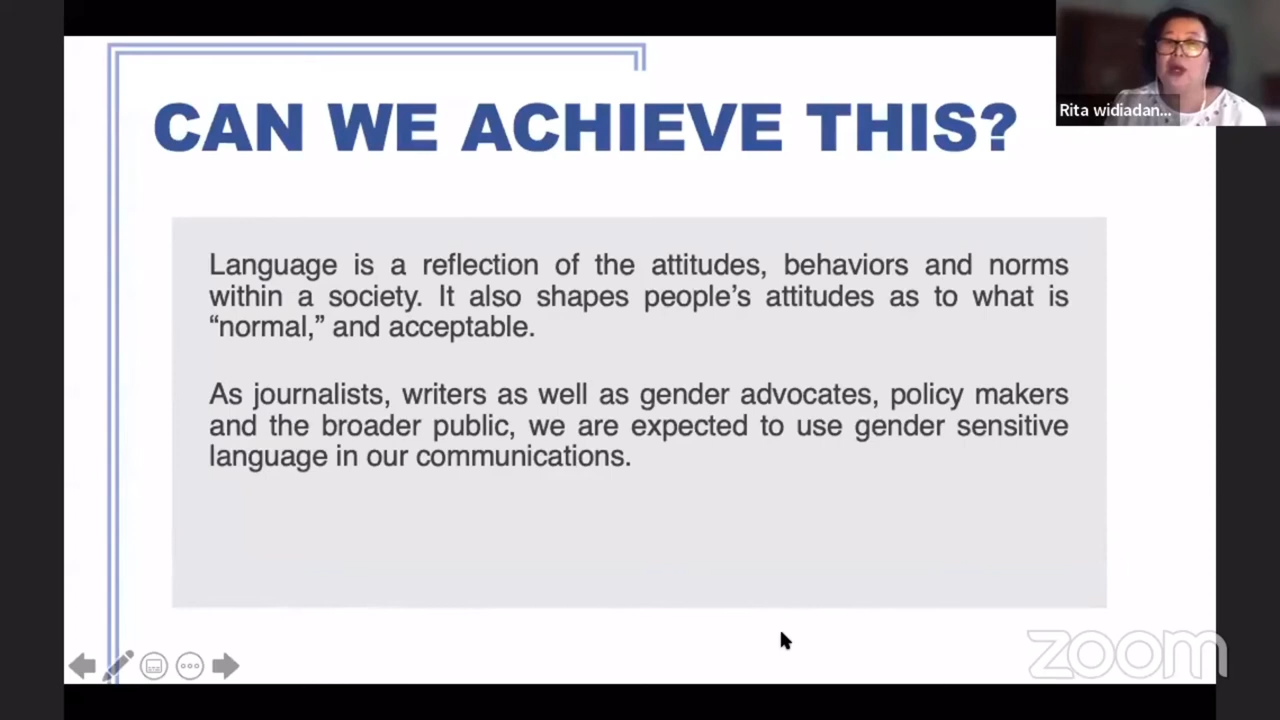 CAN WE ACHIEVE THIS?
Rita widiadan...
Language is a reflection of the attitudes, behaviors and norms
within a society. It also shapes people’s attitudes as to what is
“normal,” and acceptable.
As journalists, writers as well as gender advocates, policy makers
and the broader public, we are expected to use gender sensitive
language in our communications.
zoom